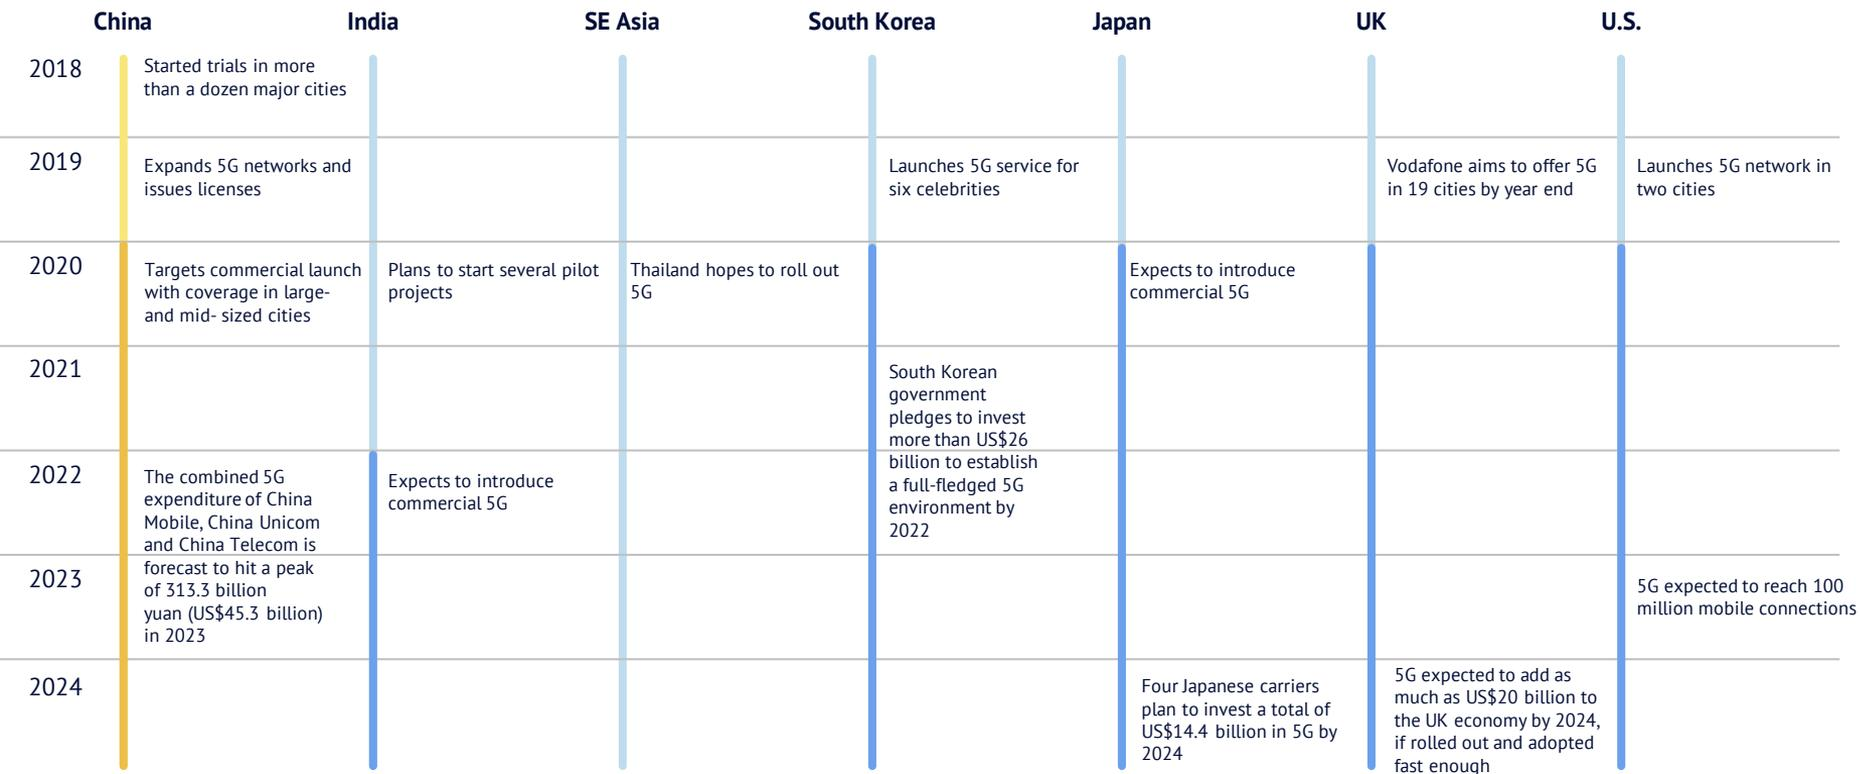 China India SE Asia South Korea Japan UK U.S.
2018
Started trials in more
than a dozen major cities
2019
Expands 5G networks and
issues licenses
Launches 5G service for
six celebrities
Vodafone aims to offer 5G
in 19 cities by year end
Launches 5G network in
two cities
2020
Targets commercial launch
with coverage in large-
and mid- sized cities
Plans to start several pilot
projects
Thailand hopes to roll out
5G
Expects to introduce
commercial 5G
2021
South Korean
government
pledges to invest
more than US$26
billion to establish
a full-fledged 5G
environment by
2022
2022
The combined 5G
expenditure of China
Mobile, China Unicom
and China Telecom is
forecast to hit a peak
of 313.3 billion
yuan (US$45.3 billion)
in 2023
Expects to introduce
commercial 5G
2023
5G expected to reach 100
million mobile connections
2024
Four Japanese carriers
plan to invest a total of
US$14.4 billion in 5G by
2024
5G expected to add as
much as US$20 billion to
the UK economy by 2024,
if rolled out and adopted
fast enough